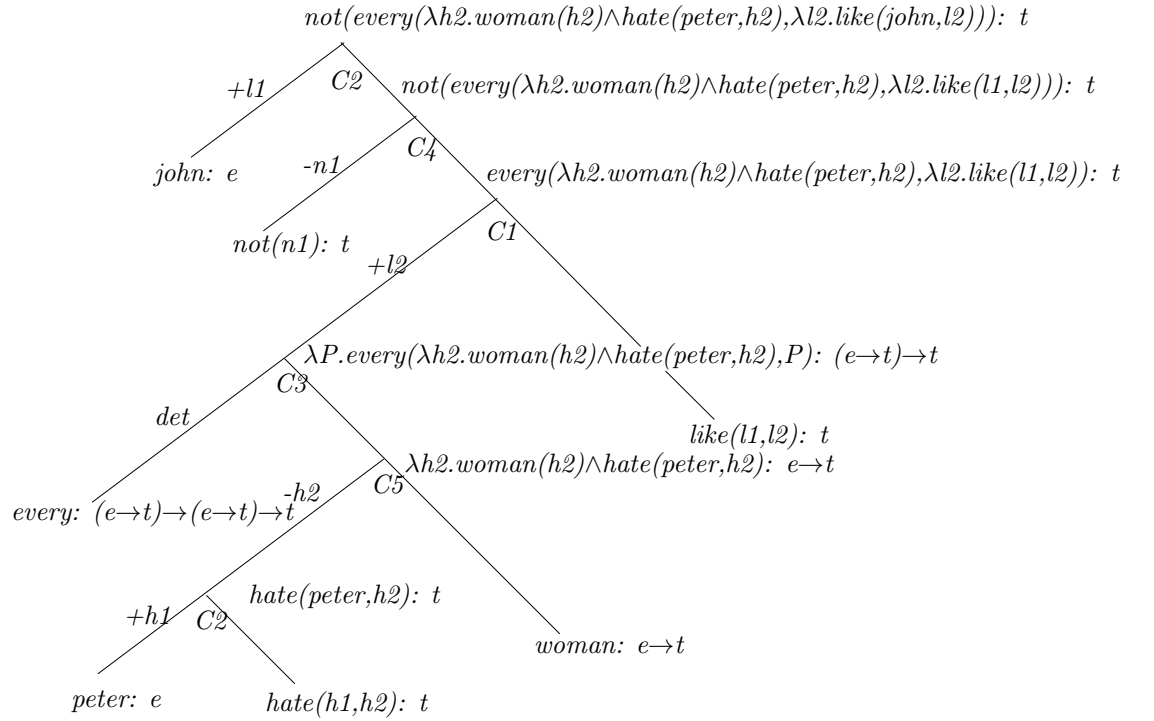 not(every(λh2.woman(h2)∧hate(peter,h2),λl2.like(john,l2))): t
+l1
C2
not(every(λh2.woman(h2)∧hate(peter,h2),λl2.like(l1,l2))): t
john: e
-n1
C4
every(λh2.woman(h2)∧hate(peter,h2),λl2.like(l1,l2)): t
not(n1): t
+l2
C1
λP.every(λh2.woman(h2)∧hate(peter,h2),P): (e→t)→t
C3
det
like(l1,l2): t
λh2.woman(h2)∧hate(peter,h2): e→t
C5
-h2
every: (e→t)→(e→t)→t
hate(peter,h2): t
+h1
C2
woman: e→t
peter: e
hate(h1,h2): t